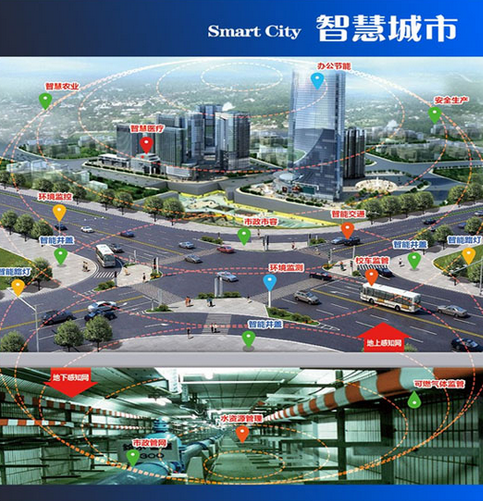 Smart City 智慧城市
办公节能
智慧农业
安全生产
智慧医疗
环境监控
智能交通
市政市容
智能井盖
智能井盖
智能路灯
智能路灯
环境监测
校车监管
智能井盖
地上感知网
地下感知网
可燃气体监管
水资源管理
市政管网
300